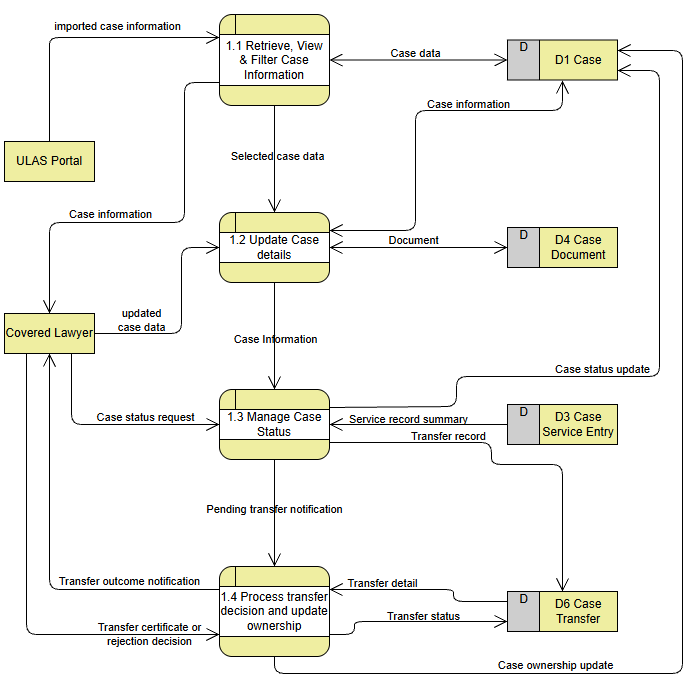 imported case information
1.1 Retrieve, View
& Filter Case
Information
Case data
D
D1 Case
Case information
ULAS Portal
Selected case data
Case information
1.2 Update Case
details
Document
D
D4 Case
Document
updated
case data
Covered Lawyer
Case Information
Case status update
Case status request
1.3 Manage Case
Status
Service record summary
D
D3 Case
Service Entry
Transfer record
Pending transfer notification
Transfer outcome notification
1.4 Process transfer
decision and update
ownership
Transfer detail
D
D6 Case
Transfer
Transfer status
Transfer certificate or
rejection decision
Case ownership update